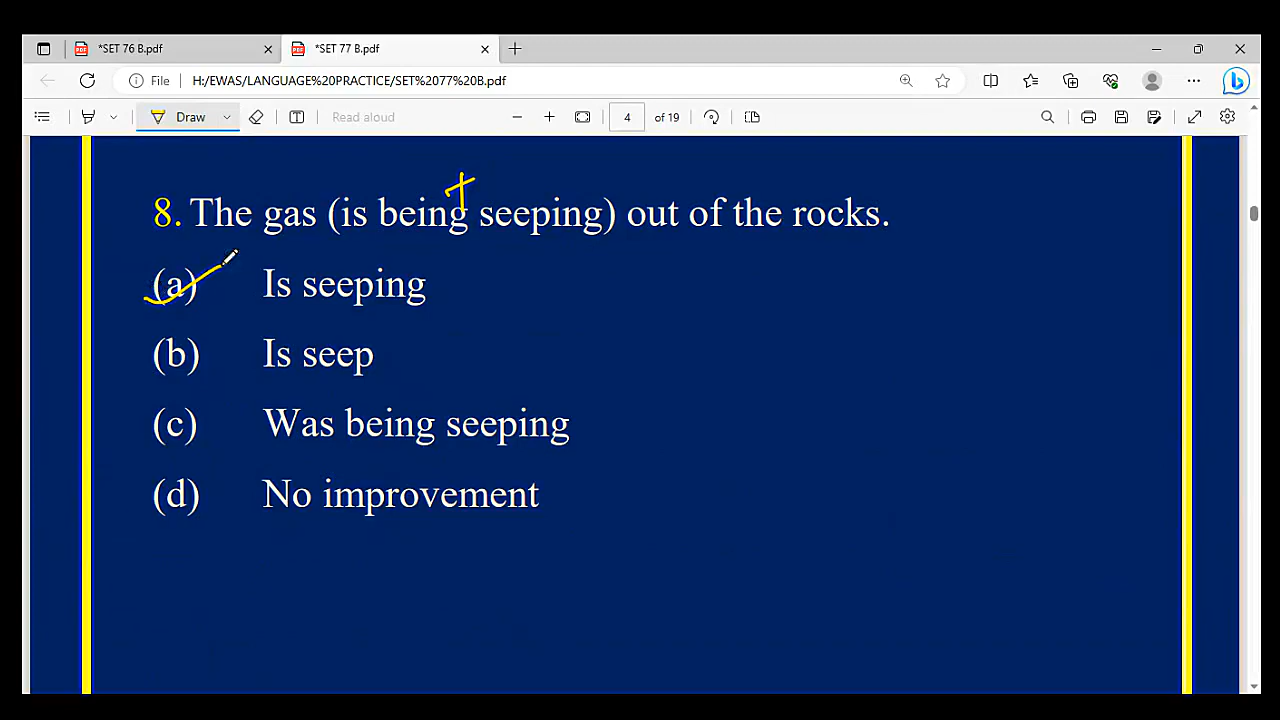 *SET 76 B.pdf
*SET 77 B.pdf
File H:/EWAS/LANGUAGE%20PRACTICE/SET%2077%20B.pdf
Draw Read aloud 4 of 19
8. The gas (is being seeping) out of the rocks.
(a) Is seeping
(b) Is seep
(c) Was being seeping
(d) No improvement